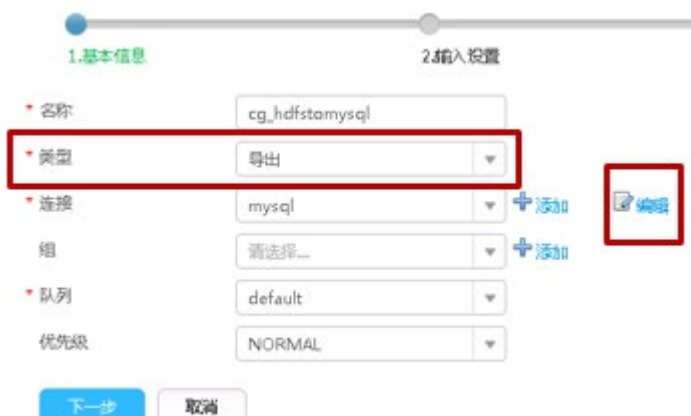 1.基本信息
2.输入设置
* 名称 cg_hdfstomysql
* 类型 导出
* 连接 mysql 添加 编辑
组 请选择... 添加
* 队列 default
优先级 NORMAL
下一步 取消